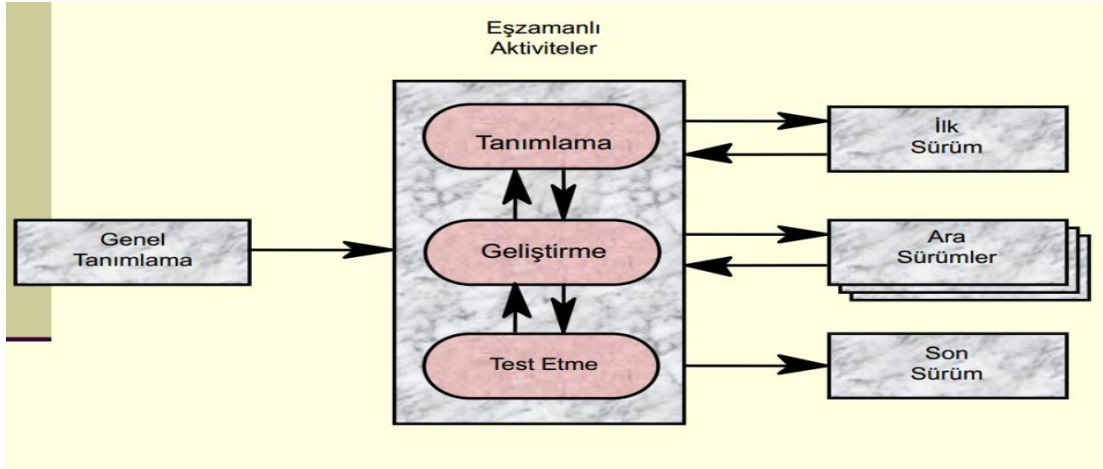 Eşzamanlı
Aktiviteler
Tanımlama
İlk
Sürüm
Genel
Tanımlama
Geliştirme
Ara
Sürümler
Test Etme
Son
Sürüm